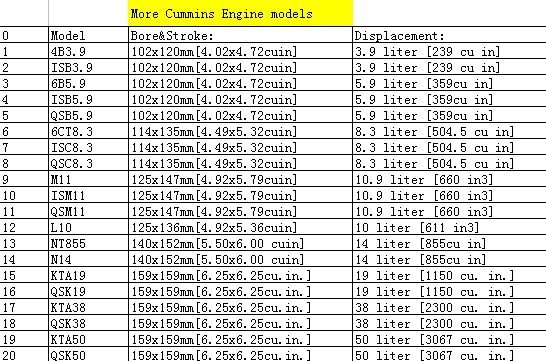 More Cummins Engine models
0 Model Bore&Stroke: Displacement:
1 4B3.9 102x120mm[4.02x4.72cuin] 3.9 liter [239 cu in]
2 ISB3.9 102x120mm[4.02x4.72cuin] 3.9 liter [239 cu in
3 6B5.9 102x120mm[4.02x4.72cuin] 5.9 liter [359cu in]
4 ISB5.9 102x120mm[4.02x4.72cuin] 5.9 liter [359cu in]
5 QSB5.9 102x120mm[4.02x4.72cuin] 5.9 liter [359cu in
6 6CT8.3 114x135mm[4.49x5.32cuin] 8.3 liter [504.5 cu in]
7 ISC8.3 114x135mm[4.49x5.32cuin] 8.3 liter [504.5 cu in]
8 QSC8.3 114x135mm[4.49x5.32cuin] 8.3 liter [504.5 cu in]
9 M11 125x147mm[4.92x5.79cuin] 10.9 liter [660 in3]
10 ISM11 125x147mm[4.92x5.79cuin] 10.9 liter [660 in3]
11 QSM11 125x147mm[4.92x5.79cuin] 10.9 liter [660 in3]
12 L10 125x136mm[4.92x5.36cuin] 10 liter [611 in3]
13 NT855 140x152mm[5.50x6.00 cuin] 14 liter [855cu in]
14 N14 140x152mm[5.50x6.00 cuin] 14 liter [855cu in
15 KTA19 159x159mm[6.25x6.25cu.in.] 19 liter [1150 cu. in.]
16 QSK19 159x159mm[6.25x6.25cu.in.] 19 liter [1150 cu. in.]
17 KTA38 159x159mm[6.25x6.25cu.in.] 38 liter [2300 cu. in.]
18 QSK38 159x159mm[6.25x6.25cu.in.] 38 liter [2300 cu. in.]
19 KTA50 159x159mm[6.25x6.25cu.in.] 50 liter [3067 cu. in.]
20 QSK50 159x159mm[6.25x6.25cu.in.] 50 liter [3067 cu. in.]